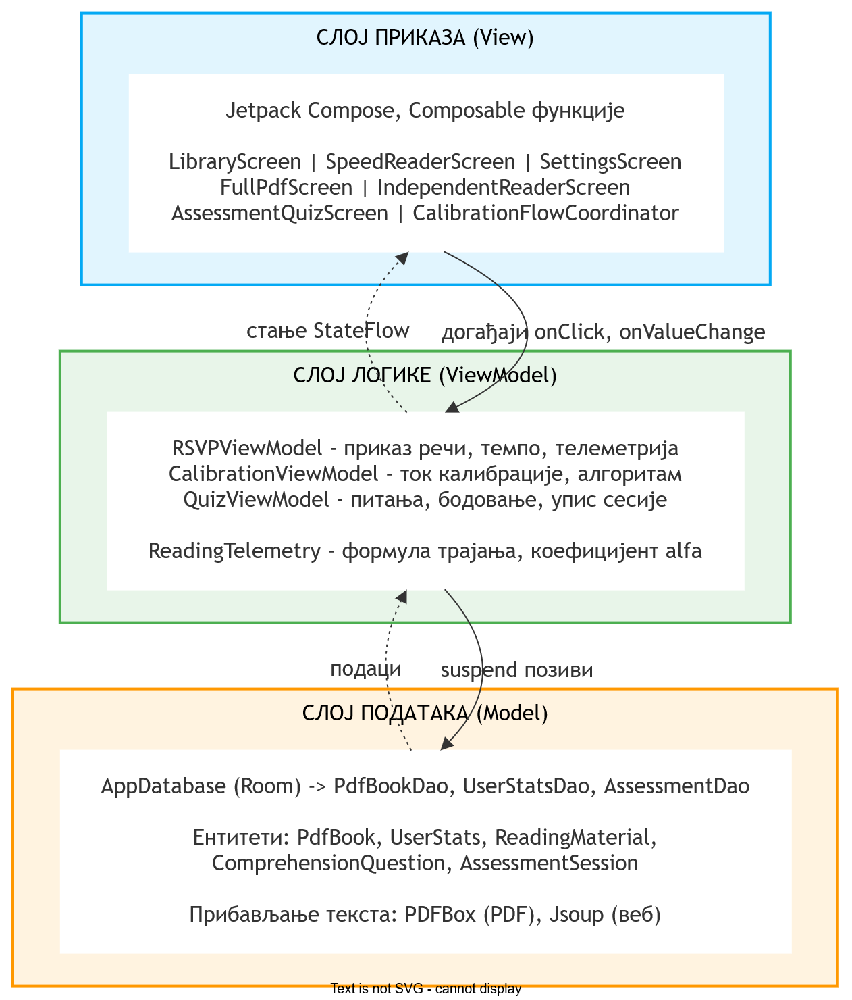 СЛОЈ ПРИКАЗА (View)
Jetpack Compose, Composable функције
LibraryScreen | SpeedReaderScreen | SettingsScreen
FullPdfScreen | IndependentReaderScreen
AssessmentQuizScreen | CalibrationFlowCoordinator
стање StateFlow
догађаји onClick, onValueChange
СЛОЈ ЛОГИКЕ (ViewModel)
RSVPViewModel - приказ речи, темпо, телеметрија
CalibrationViewModel - ток калибрације, алгоритам
QuizViewModel - питања, бодовање, упис сесије
ReadingTelemetry - формула трајања, коефицијент alfa
подаци
suspend позиви
СЛОЈ ПОДАТАКА (Model)
AppDatabase (Room) -> PdfBookDao, UserStatsDao, AssessmentDao
Ентитети: PdfBook, UserStats, ReadingMaterial,
ComprehensionQuestion, AssessmentSession
Прибављање текста: PDFBox (PDF), Jsoup (веб)
Text is not SVG - cannot display